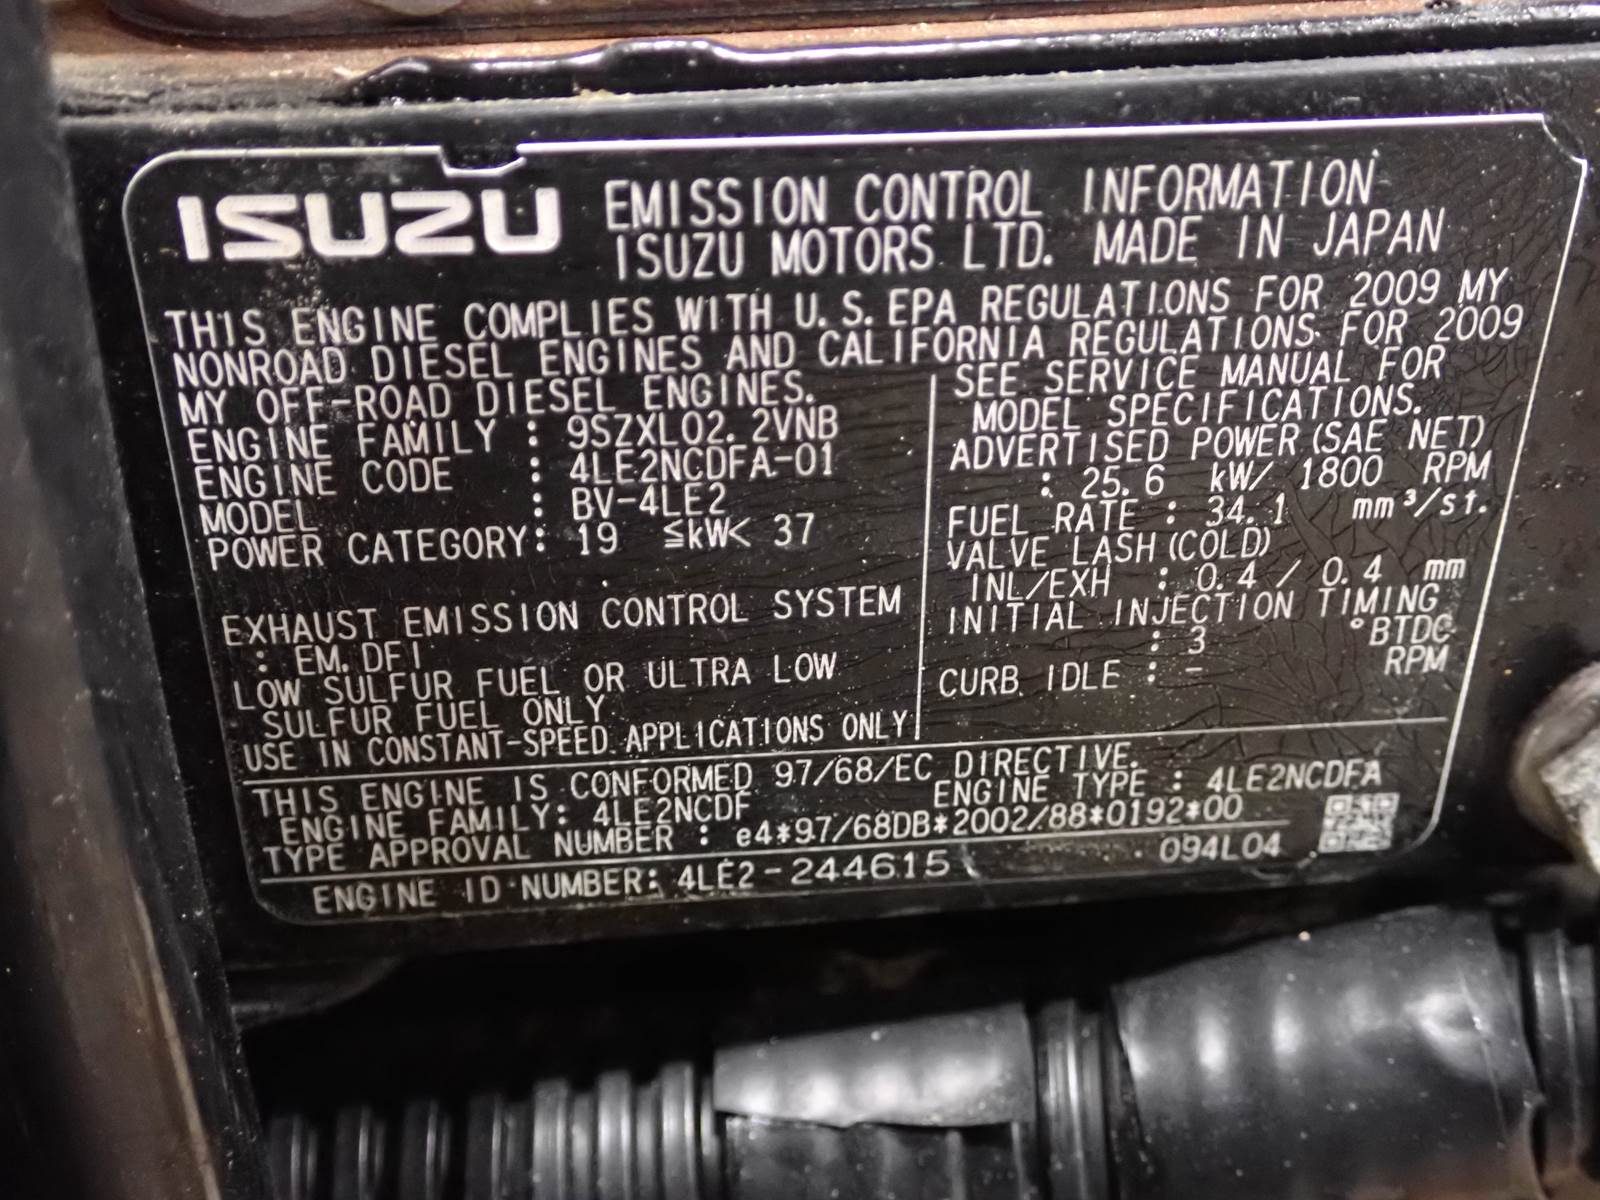 ISUZU
EMISSION CONTROL INFORMATION
ISUZU MOTORS LTD. MADE IN JAPAN
THIS ENGINE COMPLIES WITH U.S.EPA REGULATIONS FOR 2009 MY
NONROAD DIESEL ENGINES AND CALIFORNIA REGULATIONS FOR 2009
MY OFF-ROAD DIESEL ENGINES.
ENGINE FAMILY : 9SZXL02.2VNB
ENGINE CODE : 4LE2NCDFA-01
MODEL : BV-4LE2
POWER CATEGORY: 19 ≦kW< 37
EXHAUST EMISSION CONTROL SYSTEM
: EM.DFI
LOW SULFUR FUEL OR ULTRA LOW
SULFUR FUEL ONLY
USE IN CONSTANT-SPEED APPLICATIONS ONLY
SEE SERVICE MANUAL FOR
MODEL SPECIFICATIONS.
ADVERTISED POWER(SAE NET)
: 25.6 kW/ 1800 RPM
FUEL RATE : 34.1 mm³/st.
VALVE LASH(COLD)
INL/EXH : 0.4 / 0.4 mm
INITIAL INJECTION TIMING
: 3 °BTDC
CURB IDLE : - RPM
THIS ENGINE IS CONFORMED 97/68/EC DIRECTIVE.
ENGINE FAMILY: 4LE2NCDF ENGINE TYPE : 4LE2NCDFA
TYPE APPROVAL NUMBER : e4*97/68DB*2002/88*0192*00
ENGINE ID NUMBER: 4LE2-244615 094L04